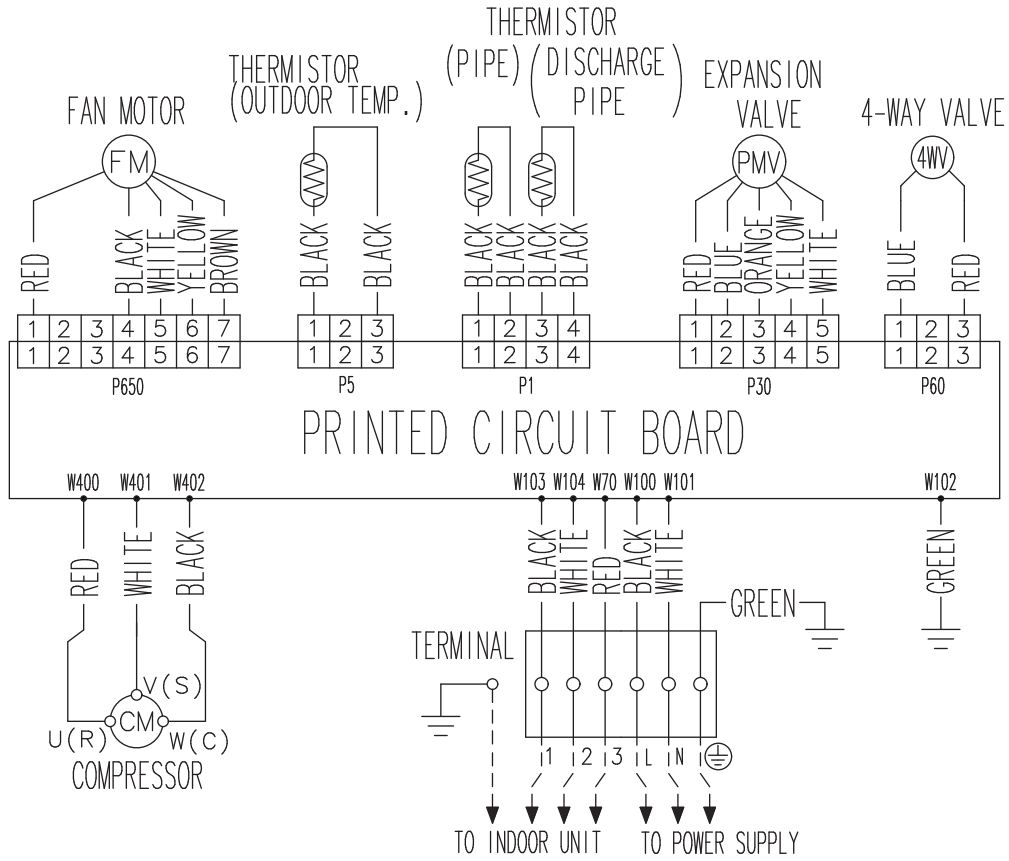 THERMISTOR
(PIPE) (DISCHARGE PIPE)
THERMISTOR
(OUTDOOR TEMP.)
EXPANSION
VALVE
FAN MOTOR
4-WAY VALVE
FM
PMV
4WV
RED BLACK WHITE YELLOW BROWN
BLACK BLACK
BLACK BLACK BLACK BLACK
RED BLUE ORANGE YELLOW WHITE
BLUE RED
1 2 3 4 5 6 7
1 2 3
1 2 3 4
1 2 3 4 5
1 2 3
1 2 3 4 5 6 7
1 2 3
1 2 3 4
1 2 3 4 5
1 2 3
P650
P5
P1
P30
P60
PRINTED CIRCUIT BOARD
W400 W401 W402
W103 W104 W70 W100 W101
W102
RED WHITE BLACK
BLACK WHITE RED BLACK WHITE
GREEN
GREEN
TERMINAL
V(S)
CM
U(R)
W(C)
COMPRESSOR
1 2 3 L N
TO INDOOR UNIT
TO POWER SUPPLY